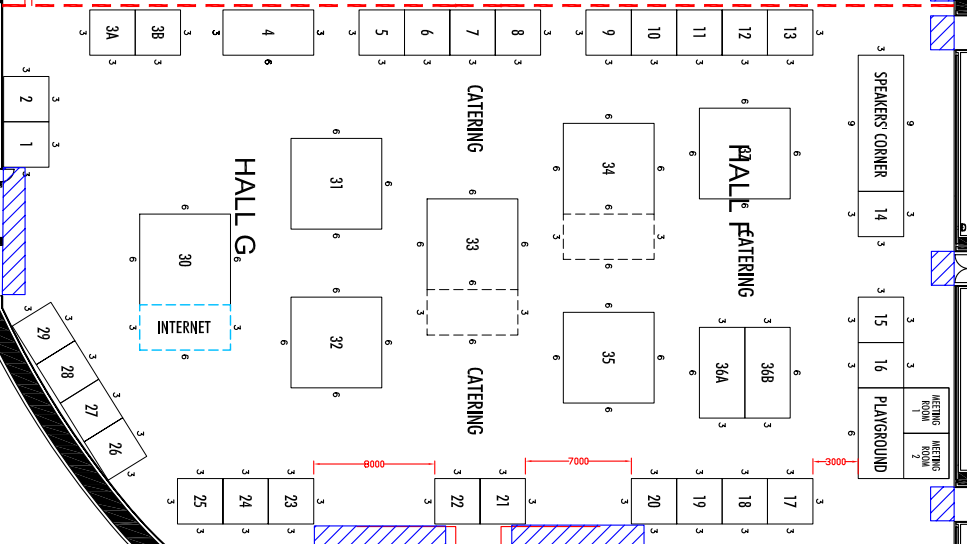 3A
3B
4
5
6
7
8
9
10
11
12
13
SPEAKERS' CORNER
14
2
1
CATERING
HALL G
31
34
37
HALL F
CATERING
30
33
INTERNET
32
35
36A
36B
15
16
PLAYGROUND
MEETING
ROOM
1
MEETING
ROOM
2
29
28
27
26
CATERING
8000
7000
3000
25
24
23
22
21
20
19
18
17